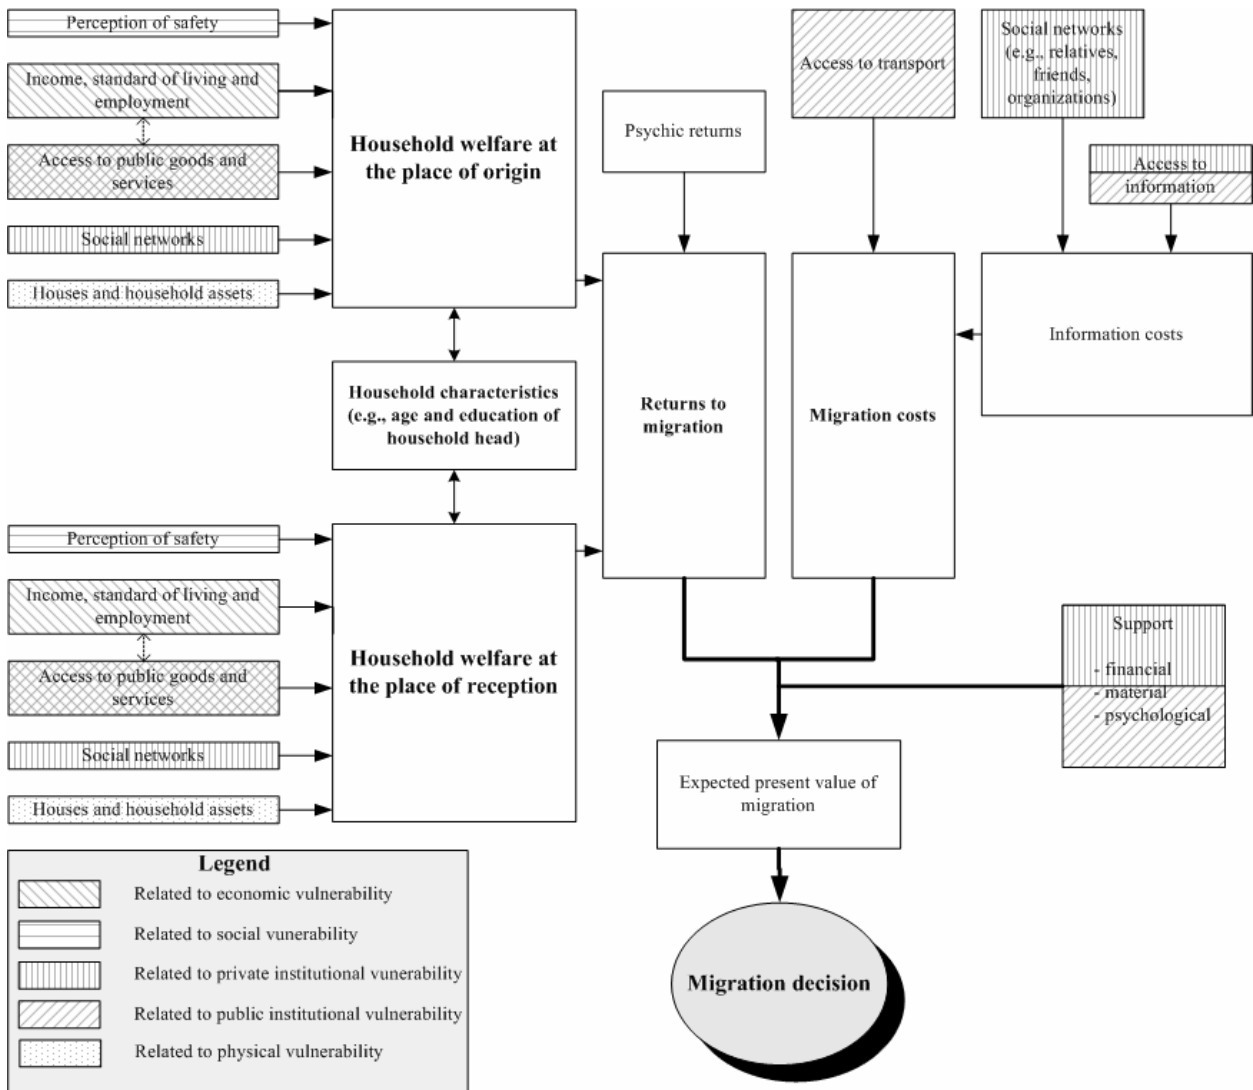 Perception of safety
Income, standard of living and
employment
Access to public goods and
services
Social networks
Houses and household assets
Household welfare at
the place of origin
Psychic returns
Access to transport
Social networks
(e.g., relatives,
friends,
organizations)
Access to
information
Household characteristics
(e.g., age and education of
household head)
Returns to
migration
Migration costs
Information costs
Perception of safety
Income, standard of living and
employment
Access to public goods and
services
Social networks
Houses and household assets
Household welfare at
the place of reception
Support
- financial
- material
- psychological
Expected present value of
migration
Migration decision
Legend
Related to economic vulnerability
Related to social vunerability
Related to private institutional vunerability
Related to public institutional vulnerability
Related to physical vulnerability